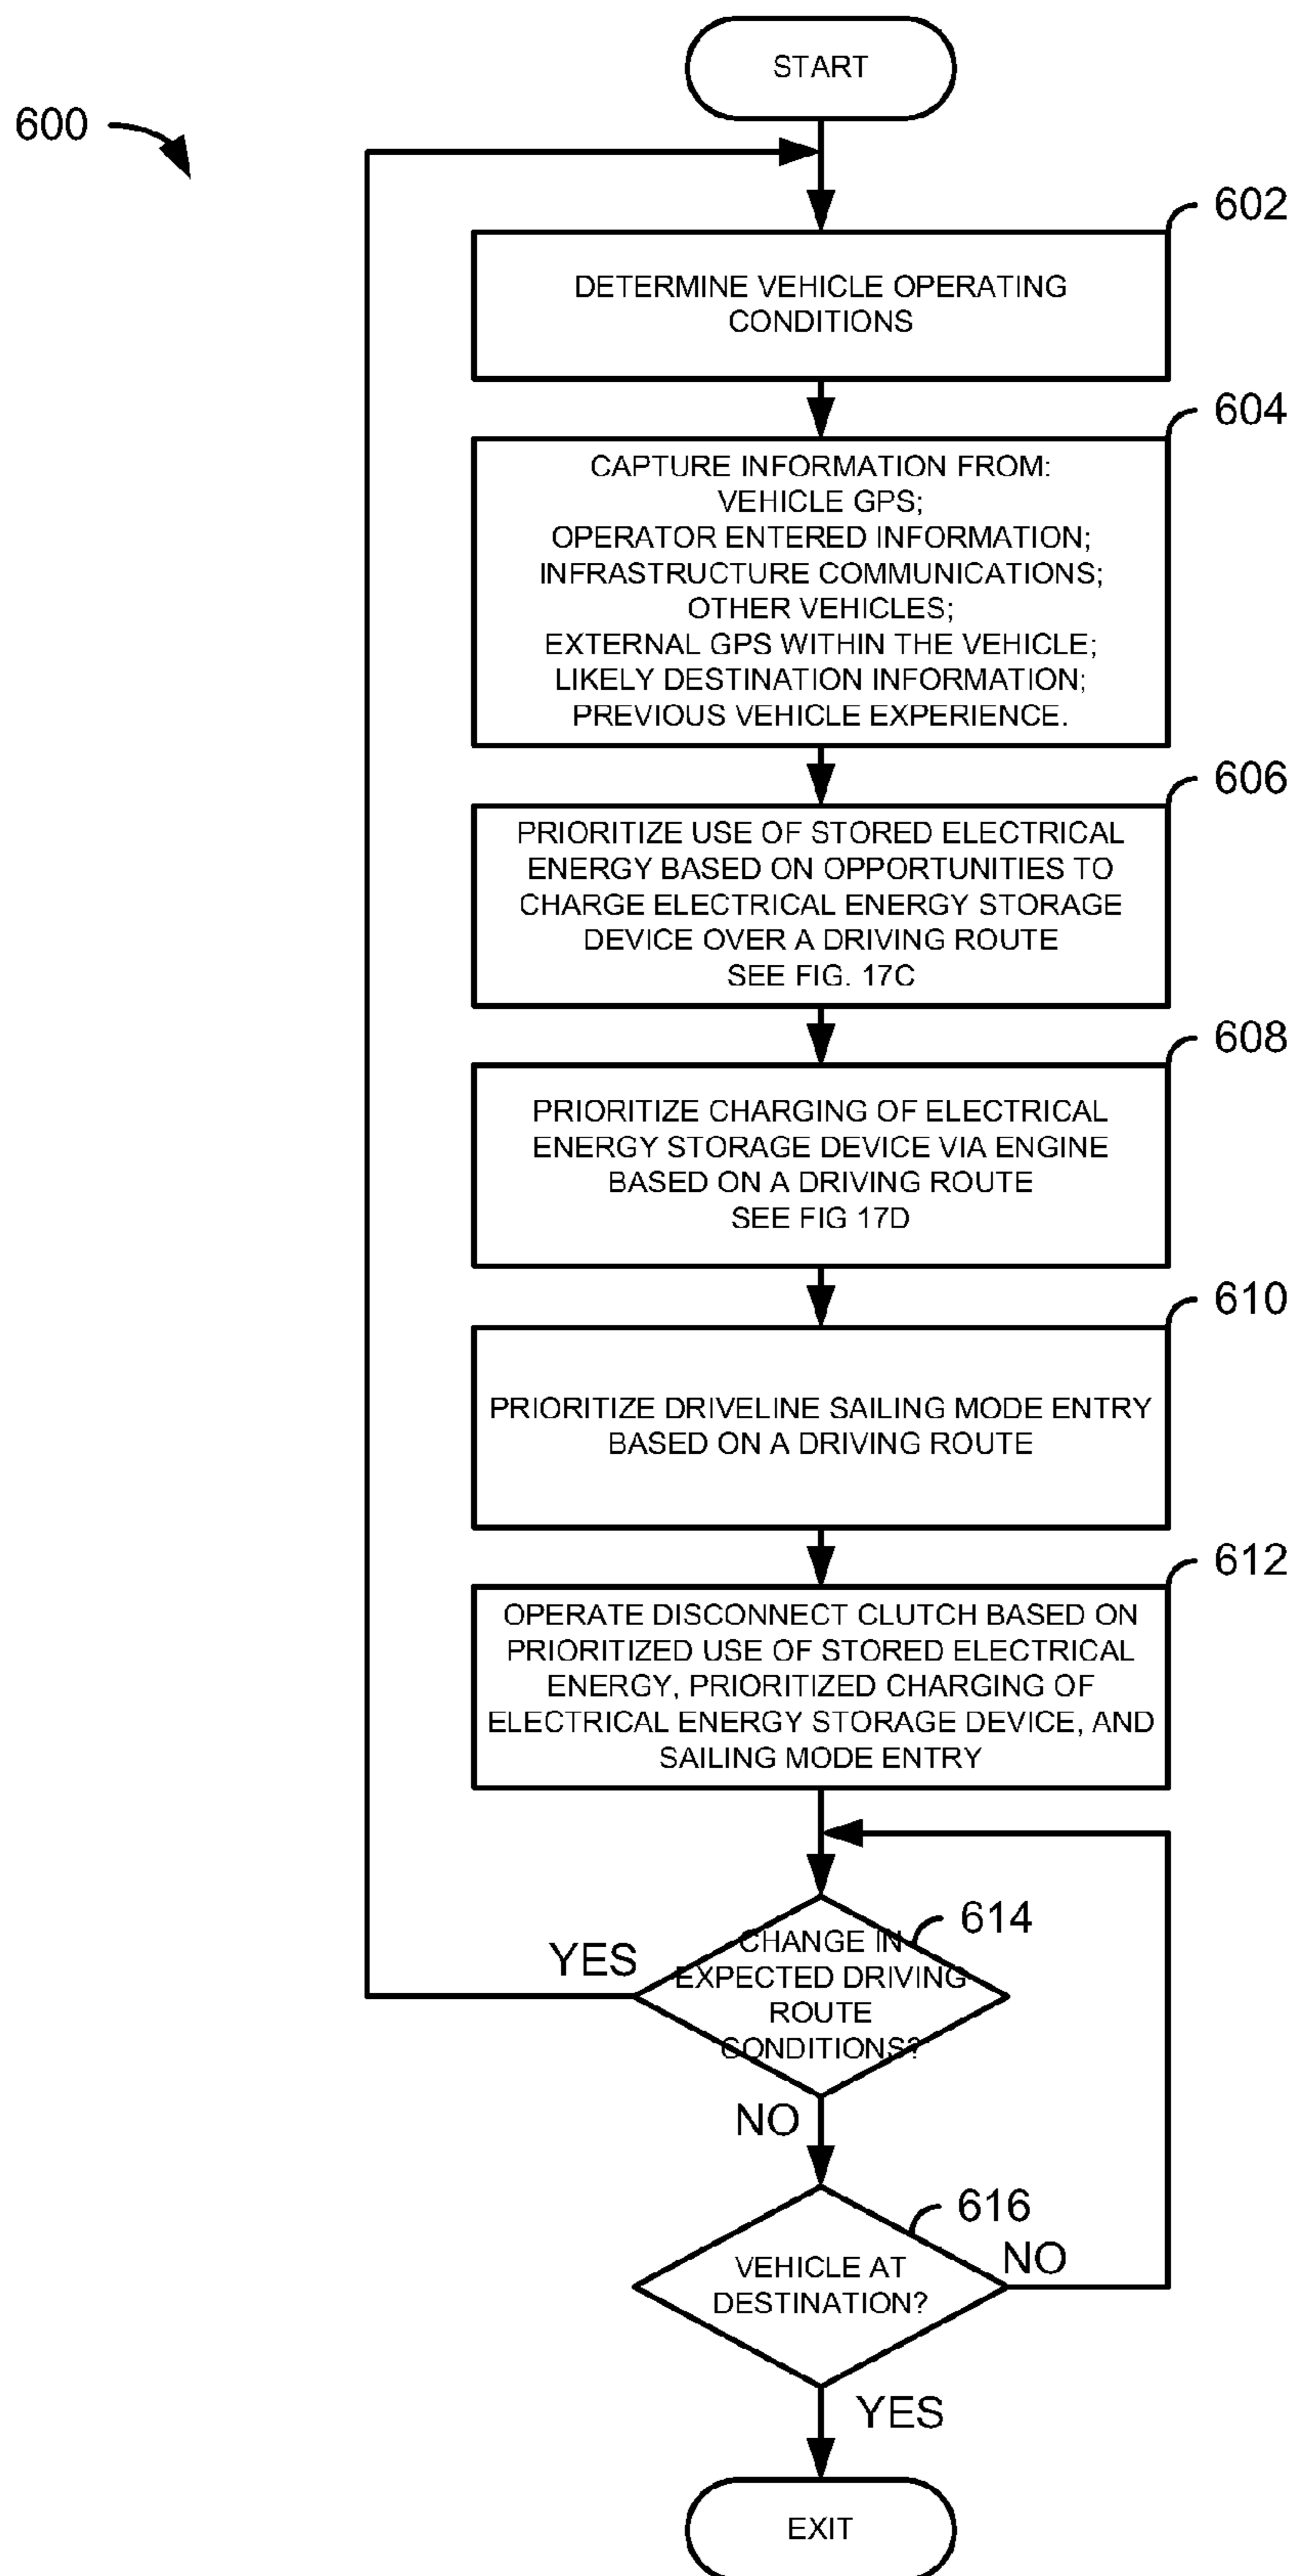 START
600
602
DETERMINE VEHICLE OPERATING
CONDITIONS
604
CAPTURE INFORMATION FROM:
VEHICLE GPS;
OPERATOR ENTERED INFORMATION;
INFRASTRUCTURE COMMUNICATIONS;
OTHER VEHICLES;
EXTERNAL GPS WITHIN THE VEHICLE;
LIKELY DESTINATION INFORMATION;
PREVIOUS VEHICLE EXPERIENCE.
606
PRIORITIZE USE OF STORED ELECTRICAL
ENERGY BASED ON OPPORTUNITIES TO
CHARGE ELECTRICAL ENERGY STORAGE
DEVICE OVER A DRIVING ROUTE
SEE FIG. 17C
608
PRIORITIZE CHARGING OF ELECTRICAL
ENERGY STORAGE DEVICE VIA ENGINE
BASED ON A DRIVING ROUTE
SEE FIG 17D
610
PRIORITIZE DRIVELINE SAILING MODE ENTRY
BASED ON A DRIVING ROUTE
612
OPERATE DISCONNECT CLUTCH BASED ON
PRIORITIZED USE OF STORED ELECTRICAL
ENERGY, PRIORITIZED CHARGING OF
ELECTRICAL ENERGY STORAGE DEVICE, AND
SAILING MODE ENTRY
614
YES
CHANGE IN
EXPECTED DRIVING
ROUTE
CONDITIONS?
NO
616
NO
VEHICLE AT
DESTINATION?
YES
EXIT